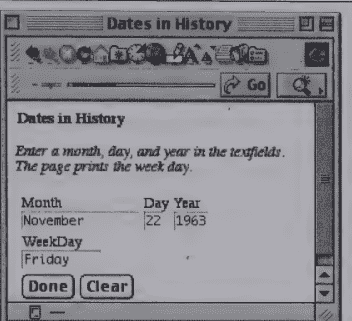 Dates in History
Go
Dates in History
Enter a month, day, and year in the textfields.
The page prints the week day.
Month Day Year
November 22 1963
WeekDay
Friday
Done Clear